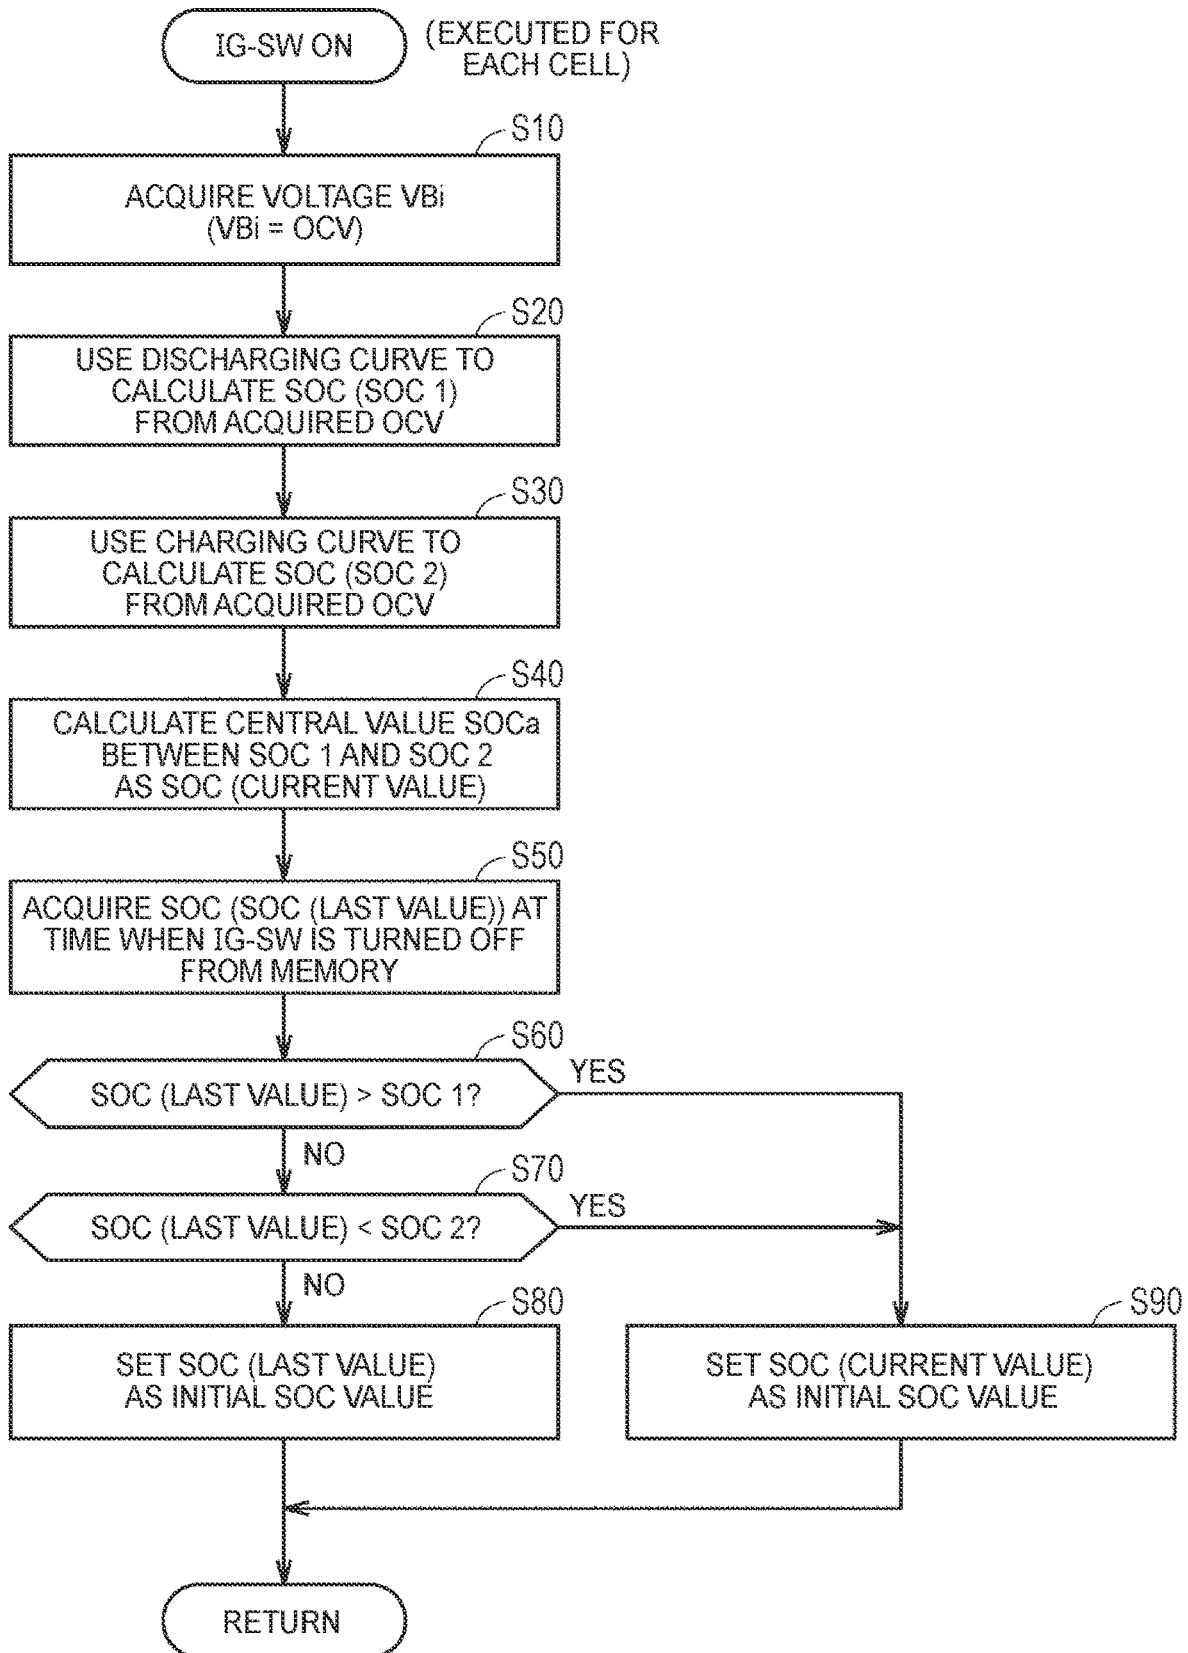 IG-SW ON
(EXECUTED FOR
EACH CELL)
S10
ACQUIRE VOLTAGE VBi
(VBi = OCV)
S20
USE DISCHARGING CURVE TO
CALCULATE SOC (SOC 1)
FROM ACQUIRED OCV
S30
USE CHARGING CURVE TO
CALCULATE SOC (SOC 2)
FROM ACQUIRED OCV
S40
CALCULATE CENTRAL VALUE SOCa
BETWEEN SOC 1 AND SOC 2
AS SOC (CURRENT VALUE)
S50
ACQUIRE SOC (SOC (LAST VALUE)) AT
TIME WHEN IG-SW IS TURNED OFF
FROM MEMORY
S60
SOC (LAST VALUE) > SOC 1?
YES
NO
S70
SOC (LAST VALUE) < SOC 2?
YES
NO
S80
SET SOC (LAST VALUE)
AS INITIAL SOC VALUE
S90
SET SOC (CURRENT VALUE)
AS INITIAL SOC VALUE
RETURN